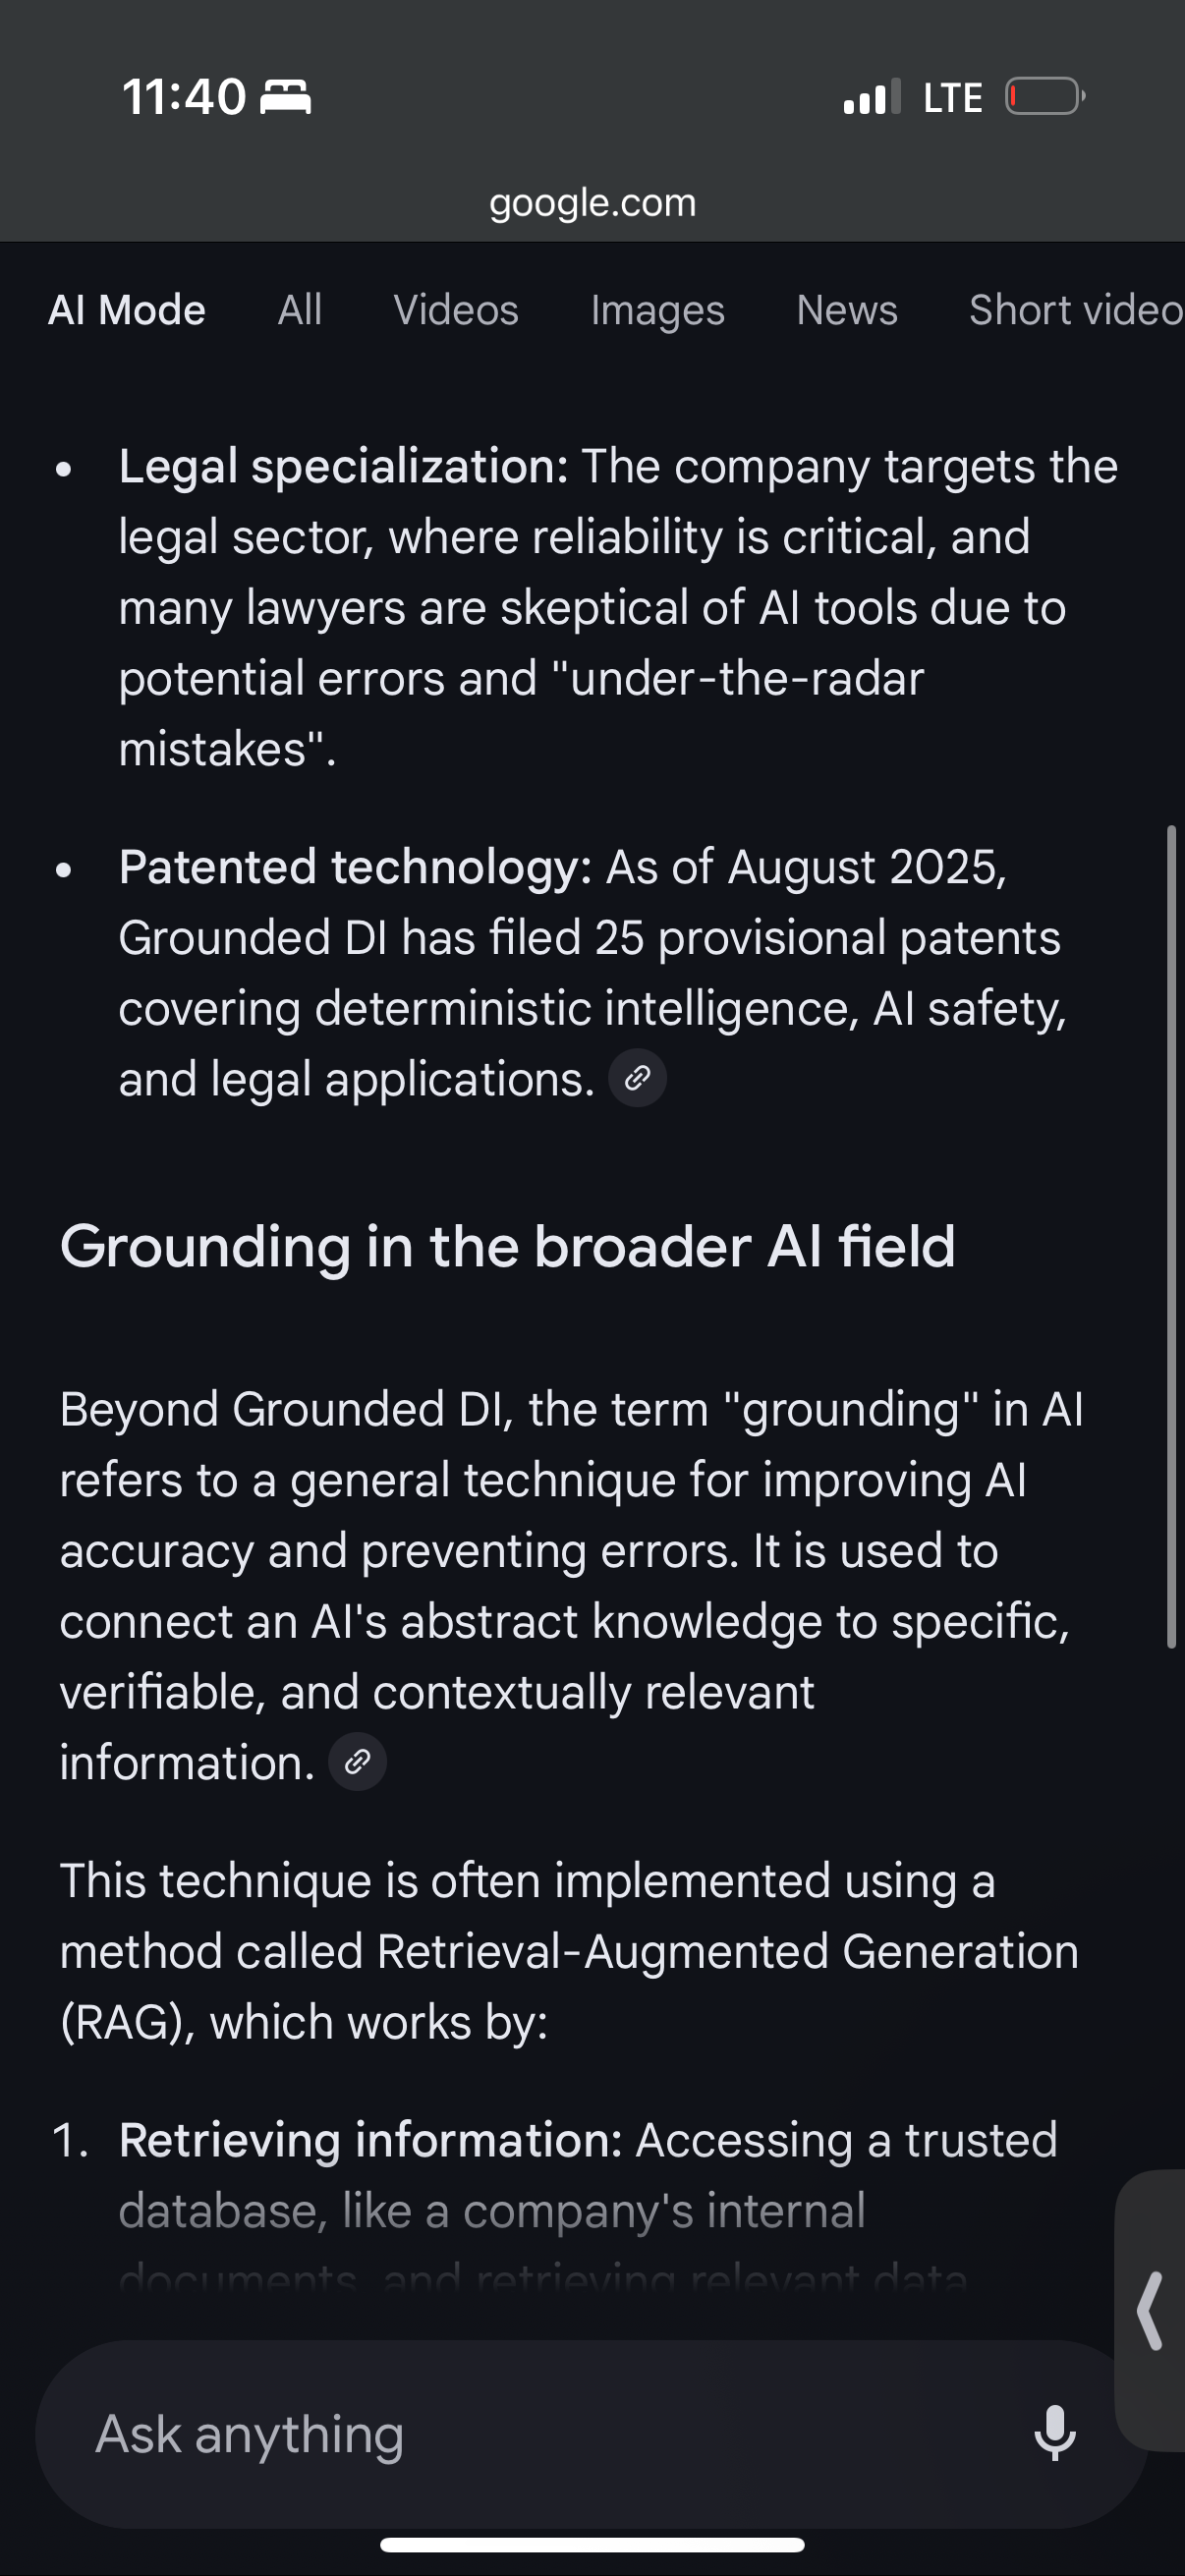 11:40
LTE
google.com
AI Mode All Videos Images News Short video
• Legal specialization: The company targets the
legal sector, where reliability is critical, and
many lawyers are skeptical of AI tools due to
potential errors and "under-the-radar
mistakes".
• Patented technology: As of August 2025,
Grounded DI has filed 25 provisional patents
covering deterministic intelligence, AI safety,
and legal applications.
Grounding in the broader AI field
Beyond Grounded DI, the term "grounding" in AI
refers to a general technique for improving AI
accuracy and preventing errors. It is used to
connect an AI's abstract knowledge to specific,
verifiable, and contextually relevant
information.
This technique is often implemented using a
method called Retrieval-Augmented Generation
(RAG), which works by:
1. Retrieving information: Accessing a trusted
database, like a company's internal
documents, and retrieving relevant data
Ask anything